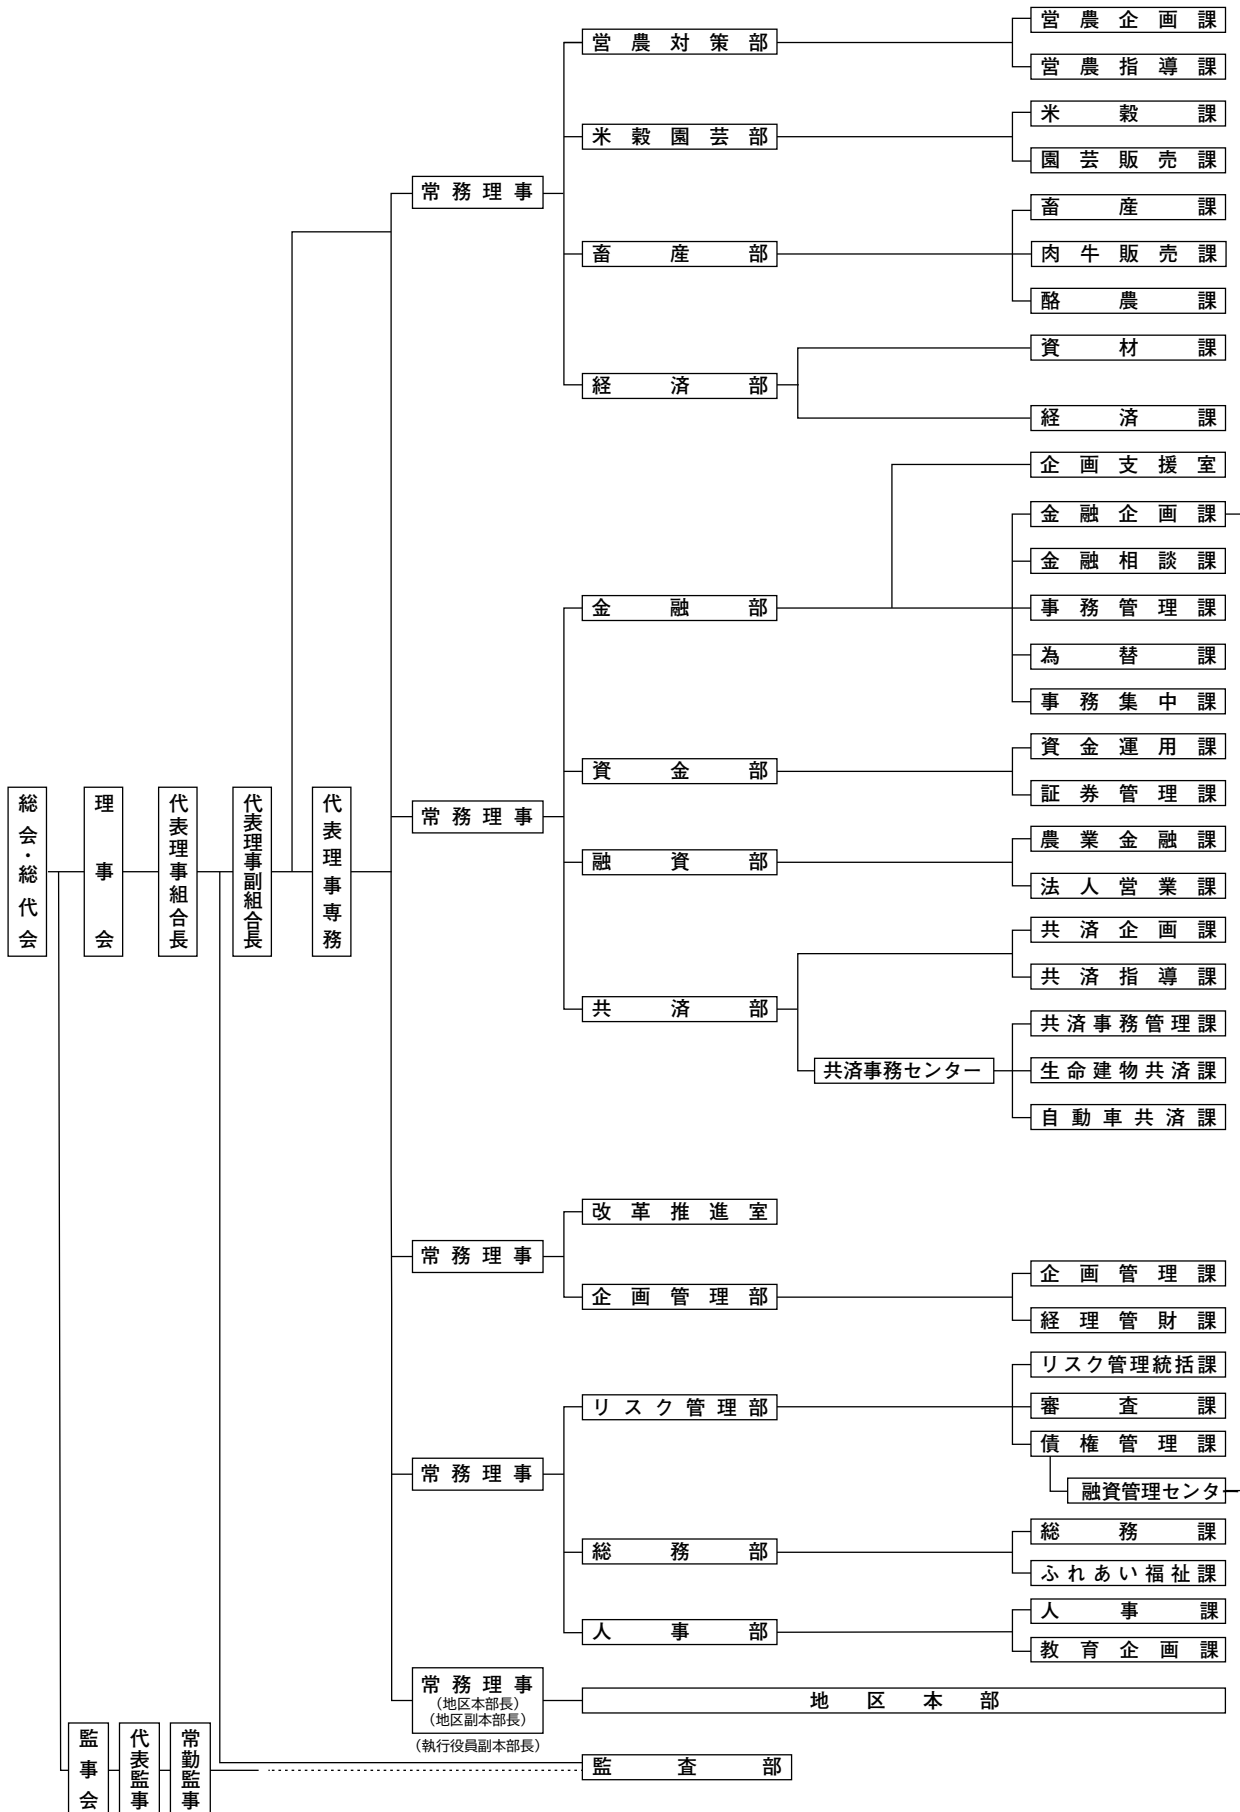 総会・総代会
理事会
代表理事組合長
代表理事副組合長
代表理事専務
常務理事
営農対策部
営農企画課
営農指導課
米穀園芸部
米穀課
園芸販売課
畜産部
畜産課
肉牛販売課
酪農課
経済部
資材課
経済課
常務理事
金融部
企画支援室
金融企画課
金融相談課
事務管理課
為替課
事務集中課
資金部
資金運用課
証券管理課
融資部
農業金融課
法人営業課
共済部
共済企画課
共済指導課
共済事務センター
共済事務管理課
生命建物共済課
自動車共済課
常務理事
改革推進室
企画管理部
企画管理課
経理管財課
常務理事
リスク管理部
リスク管理統括課
審査課
債権管理課
融資管理センター
総務部
総務課
ふれあい福祉課
人事部
人事課
教育企画課
常務理事
（地区本部長）
（地区副本部長）
（執行役員副本部長）
地区本部
監事会
代表監事
常勤監事
監査部